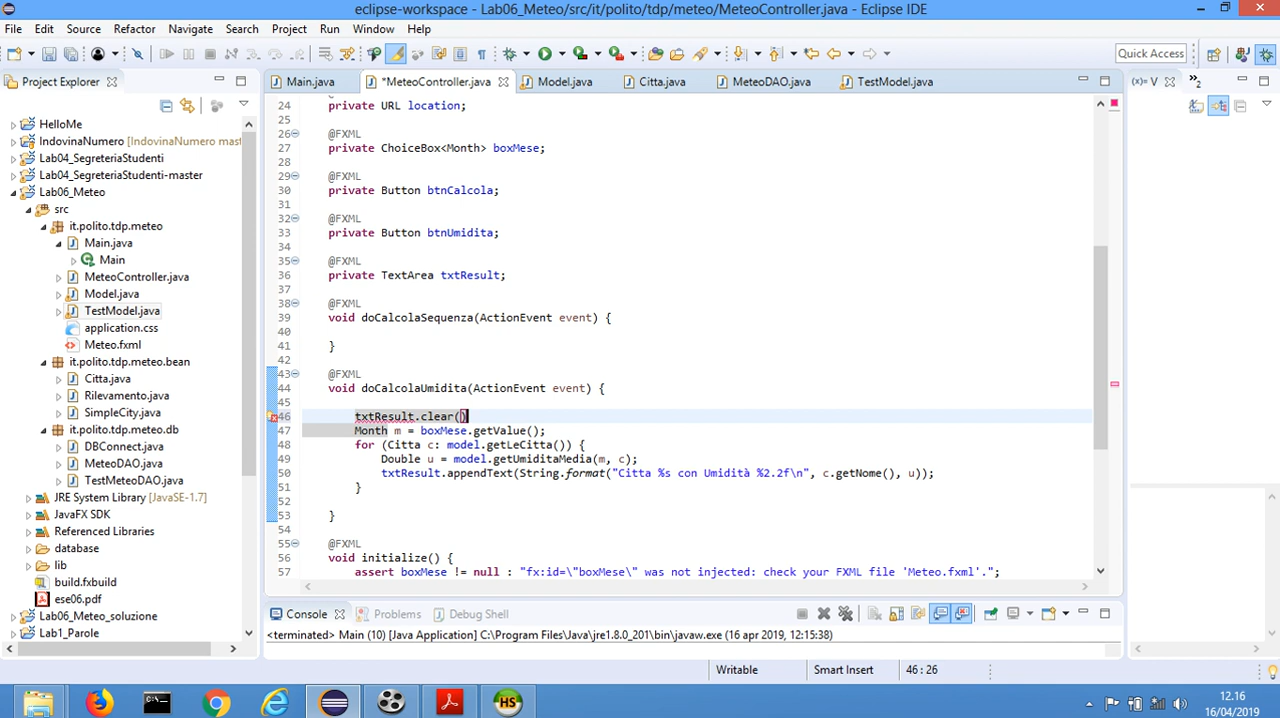 eclipse-workspace - Lab06_Meteo/src/it/polito/tdp/meteo/MeteoController.java - Eclipse IDE
File Edit Source Refactor Navigate Search Project Run Window Help
Quick Access
Project Explorer
Main.java *MeteoController.java Model.java Citta.java MeteoDAO.java TestModel.java
(x)= V
2
HelloMe
IndovinaNumero [IndovinaNumero mast
Lab04_SegreteriaStudenti
Lab04_SegreteriaStudenti-master
Lab06_Meteo
src
it.polito.tdp.meteo
Main.java
Main
MeteoController.java
Model.java
TestModel.java
application.css
Meteo.fxml
it.polito.tdp.meteo.bean
Citta.java
Rilevamento.java
SimpleCity.java
it.polito.tdp.meteo.db
DBConnect.java
MeteoDAO.java
TestMeteoDAO.java
JRE System Library [JavaSE-1.7]
JavaFX SDK
Referenced Libraries
database
lib
build.fxbuild
ese06.pdf
Lab06_Meteo_soluzione
Lab1_Parole
24 private URL location;
25
26 @FXML
27 private ChoiceBox<Month> boxMese;
28
29 @FXML
30 private Button btnCalcola;
31
32 @FXML
33 private Button btnUmidita;
34
35 @FXML
36 private TextArea txtResult;
37
38 @FXML
39 void doCalcolaSequenza(ActionEvent event) {
40
41 }
42
43 @FXML
44 void doCalcolaUmidita(ActionEvent event) {
45
46 txtResult.clear()
47 Month m = boxMese.getValue();
48 for (Citta c: model.getLeCitta()) {
49 Double u = model.getUmiditaMedia(m, c);
50 txtResult.appendText(String.format("Citta %s con Umidità %2.2f\n", c.getNome(), u));
51 }
52
53 }
54
55 @FXML
56 void initialize() {
57 assert boxMese != null : "fx:id=\"boxMese\" was not injected: check your FXML file 'Meteo.fxml'.";
Console Problems Debug Shell
<terminated> Main (10) [Java Application] C:\Program Files\Java\jre1.8.0_201\bin\javaw.exe (16 apr 2019, 12:15:38)
Writable Smart Insert 46 : 26
HS
12.16
16/04/2019